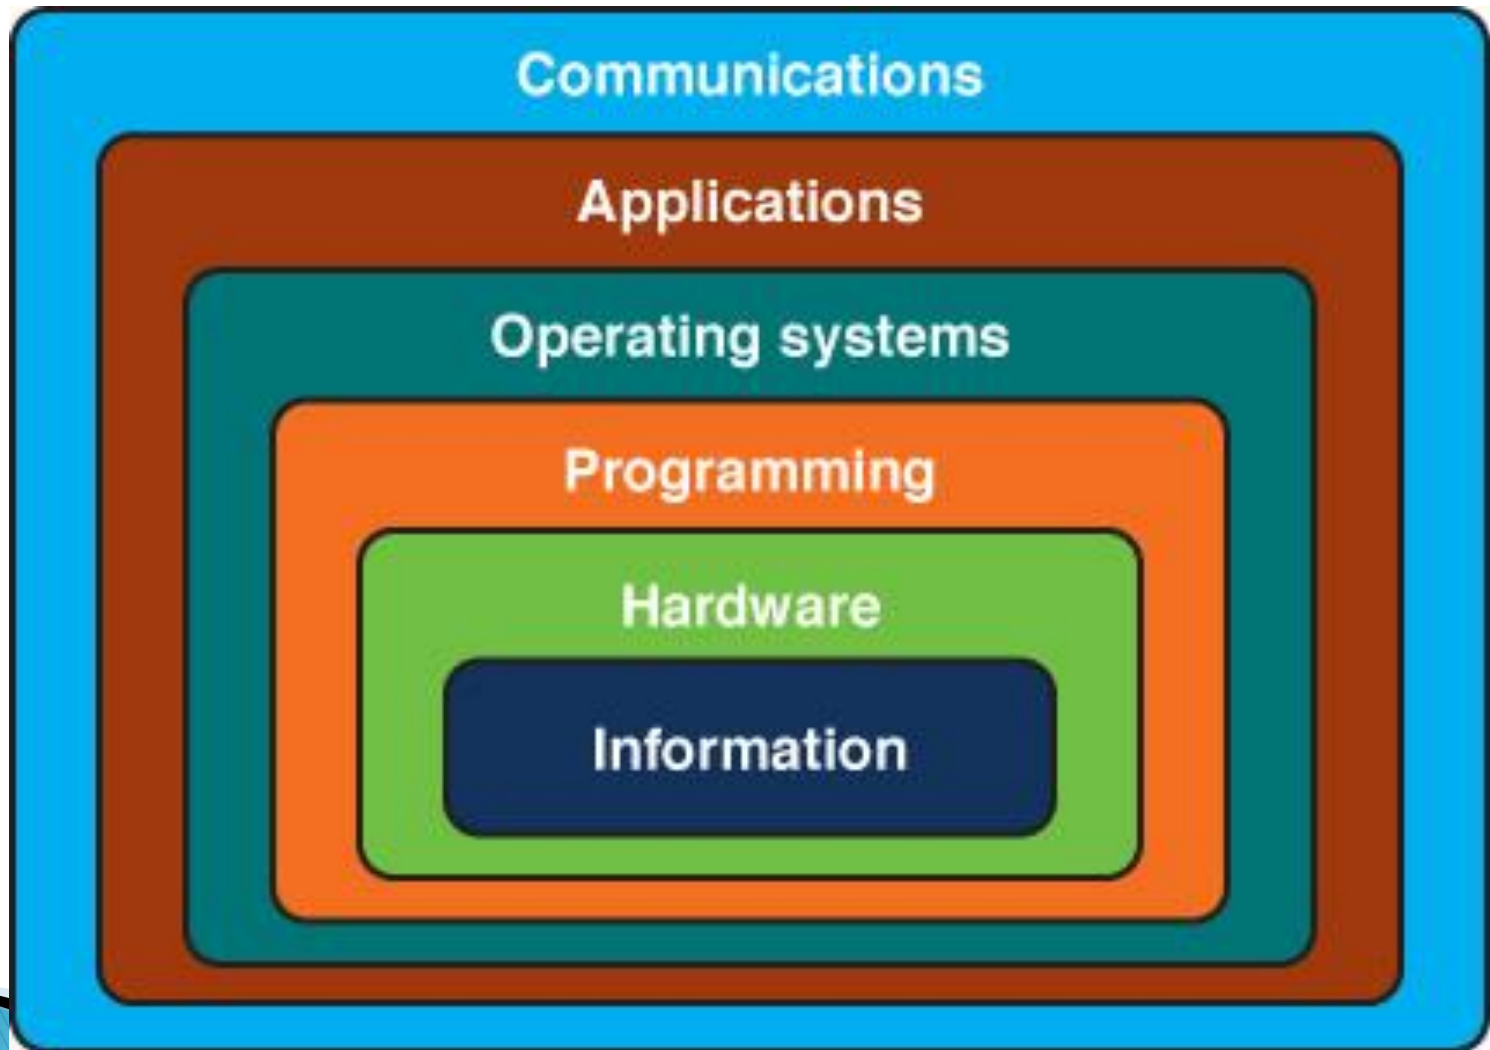 Communications
Applications
Operating systems
Programming
Hardware
Information